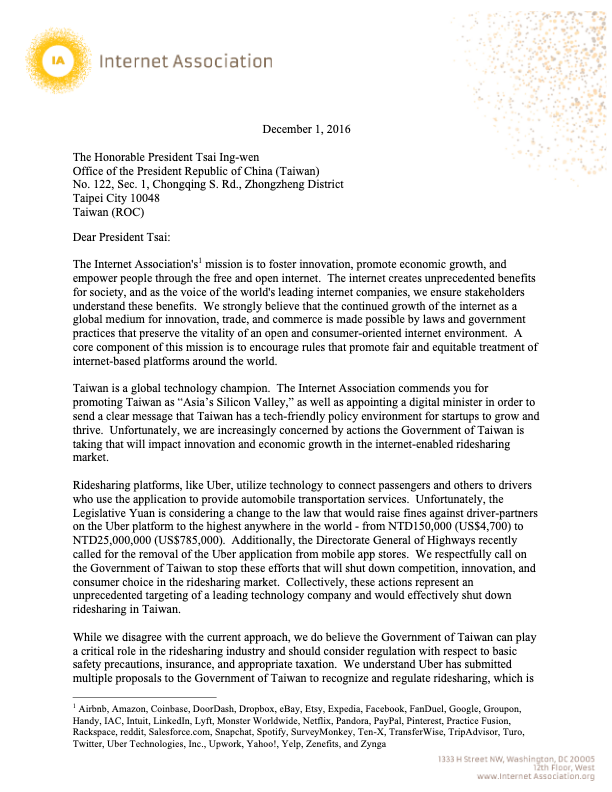 IA Internet Association
December 1, 2016
The Honorable President Tsai Ing-wen
Office of the President Republic of China (Taiwan)
No. 122, Sec. 1, Chongqing S. Rd., Zhongzheng District
Taipei City 10048
Taiwan (ROC)
Dear President Tsai:
The Internet Association's1 mission is to foster innovation, promote economic growth, and
empower people through the free and open internet.  The internet creates unprecedented benefits
for society, and as the voice of the world's leading internet companies, we ensure stakeholders
understand these benefits.  We strongly believe that the continued growth of the internet as a
global medium for innovation, trade, and commerce is made possible by laws and government
practices that preserve the vitality of an open and consumer-oriented internet environment.  A
core component of this mission is to encourage rules that promote fair and equitable treatment of
internet-based platforms around the world.
Taiwan is a global technology champion.  The Internet Association commends you for
promoting Taiwan as “Asia’s Silicon Valley,” as well as appointing a digital minister in order to
send a clear message that Taiwan has a tech-friendly policy environment for startups to grow and
thrive.  Unfortunately, we are increasingly concerned by actions the Government of Taiwan is
taking that will impact innovation and economic growth in the internet-enabled ridesharing
market.
Ridesharing platforms, like Uber, utilize technology to connect passengers and others to drivers
who use the application to provide automobile transportation services.  Unfortunately, the
Legislative Yuan is considering a change to the law that would raise fines against driver-partners
on the Uber platform to the highest anywhere in the world - from NTD150,000 (US$4,700) to
NTD25,000,000 (US$785,000).  Additionally, the Directorate General of Highways recently
called for the removal of the Uber application from mobile app stores.  We respectfully call on
the Government of Taiwan to stop these efforts that will shut down competition, innovation, and
consumer choice in the ridesharing market.  Collectively, these actions represent an
unprecedented targeting of a leading technology company and would effectively shut down
ridesharing in Taiwan.
While we disagree with the current approach, we do believe the Government of Taiwan can play
a critical role in the ridesharing industry and should consider regulation with respect to basic
safety precautions, insurance, and appropriate taxation.  We understand Uber has submitted
multiple proposals to the Government of Taiwan to recognize and regulate ridesharing, which is
1 Airbnb, Amazon, Coinbase, DoorDash, Dropbox, eBay, Etsy, Expedia, Facebook, FanDuel, Google, Groupon,
Handy, IAC, Intuit, LinkedIn, Lyft, Monster Worldwide, Netflix, Pandora, PayPal, Pinterest, Practice Fusion,
Rackspace, reddit, Salesforce.com, Snapchat, Spotify, SurveyMonkey, Ten-X, TransferWise, TripAdvisor, Turo,
Twitter, Uber Technologies, Inc., Upwork, Yahoo!, Yelp, Zenefits, and Zynga
1333 H Street NW, Washington, DC 20005
12th Floor, West
www.InternetAssociation.org